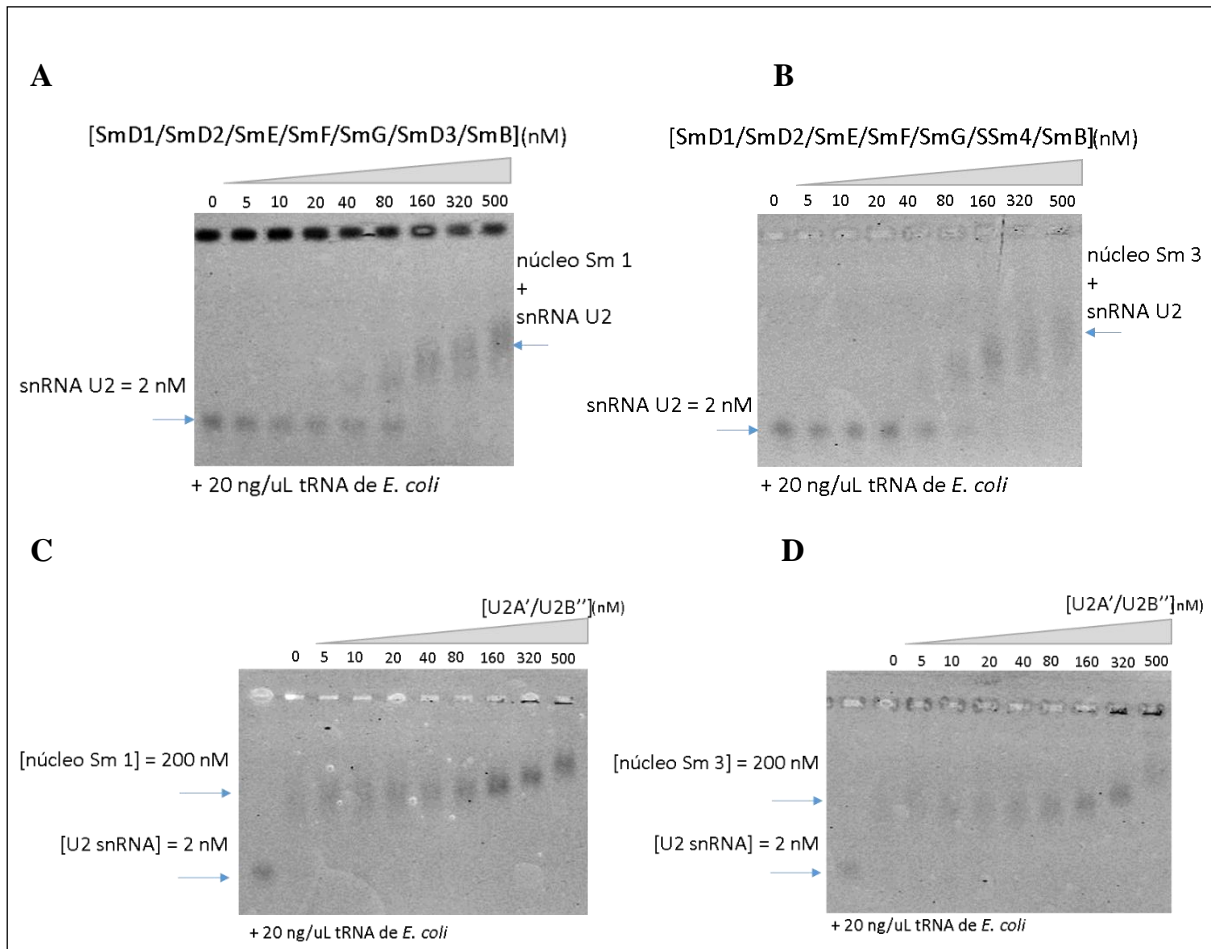 A
[SmD1/SmD2/SmE/SmF/SmG/SmD3/SmB](nM)
0 5 10 20 40 80 160 320 500
núcleo Sm 1
+
snRNA U2
snRNA U2 = 2 nM
+ 20 ng/uL tRNA de E. coli
B
[SmD1/SmD2/SmE/SmF/SmG/SSm4/SmB](nM)
0 5 10 20 40 80 160 320 500
núcleo Sm 3
+
snRNA U2
snRNA U2 = 2 nM
+ 20 ng/uL tRNA de E. coli
C
[U2A'/U2B''](nM)
0 5 10 20 40 80 160 320 500
[núcleo Sm 1] = 200 nM
[U2 snRNA] = 2 nM
+ 20 ng/uL tRNA de E. coli
D
[U2A'/U2B''](nM)
0 5 10 20 40 80 160 320 500
[núcleo Sm 3] = 200 nM
[U2 snRNA] = 2 nM
+ 20 ng/uL tRNA de E. coli